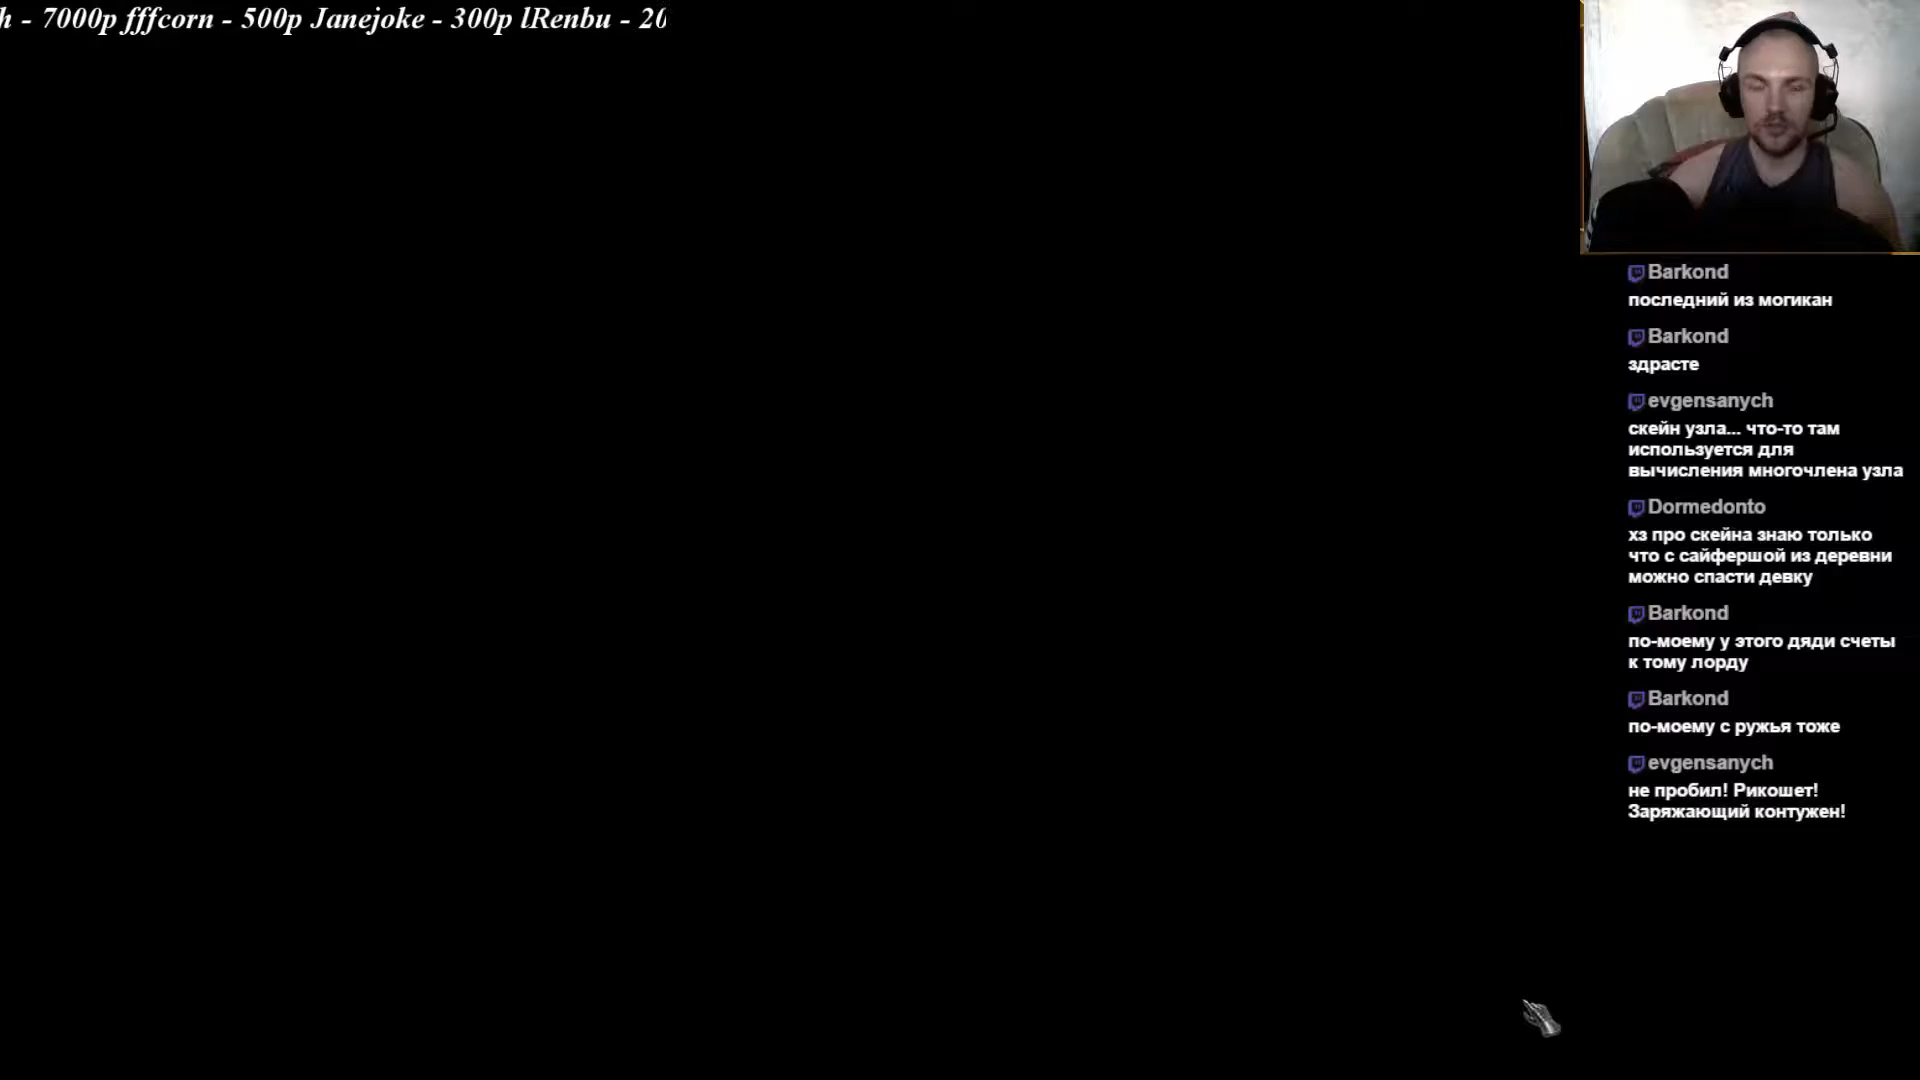 h - 7000p fffcorn - 500p Janejoke - 300p lRenbu - 20
Barkond
последний из могикан
Barkond
здрасте
evgensanych
скейн узла... что-то там
используется для
вычисления многочлена узла
Dormedonto
хз про скейна знаю только
что с сайфершой из деревни
можно спасти девку
Barkond
по-моему у этого дяди счеты
к тому лорду
Barkond
по-моему с ружья тоже
evgensanych
не пробил! Рикошет!
Заряжающий контужен!